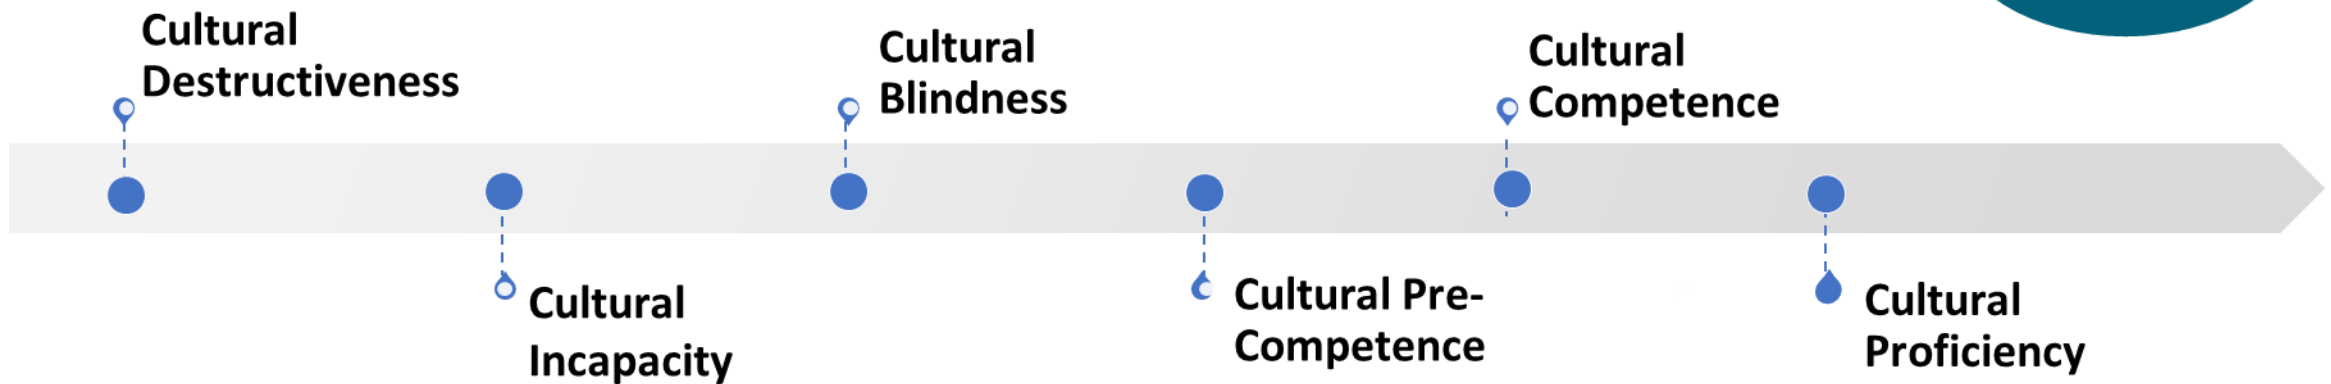 Cultural
Destructiveness
Cultural
Incapacity
Cultural
Blindness
Cultural Pre-
Competence
Cultural
Competence
Cultural
Proficiency